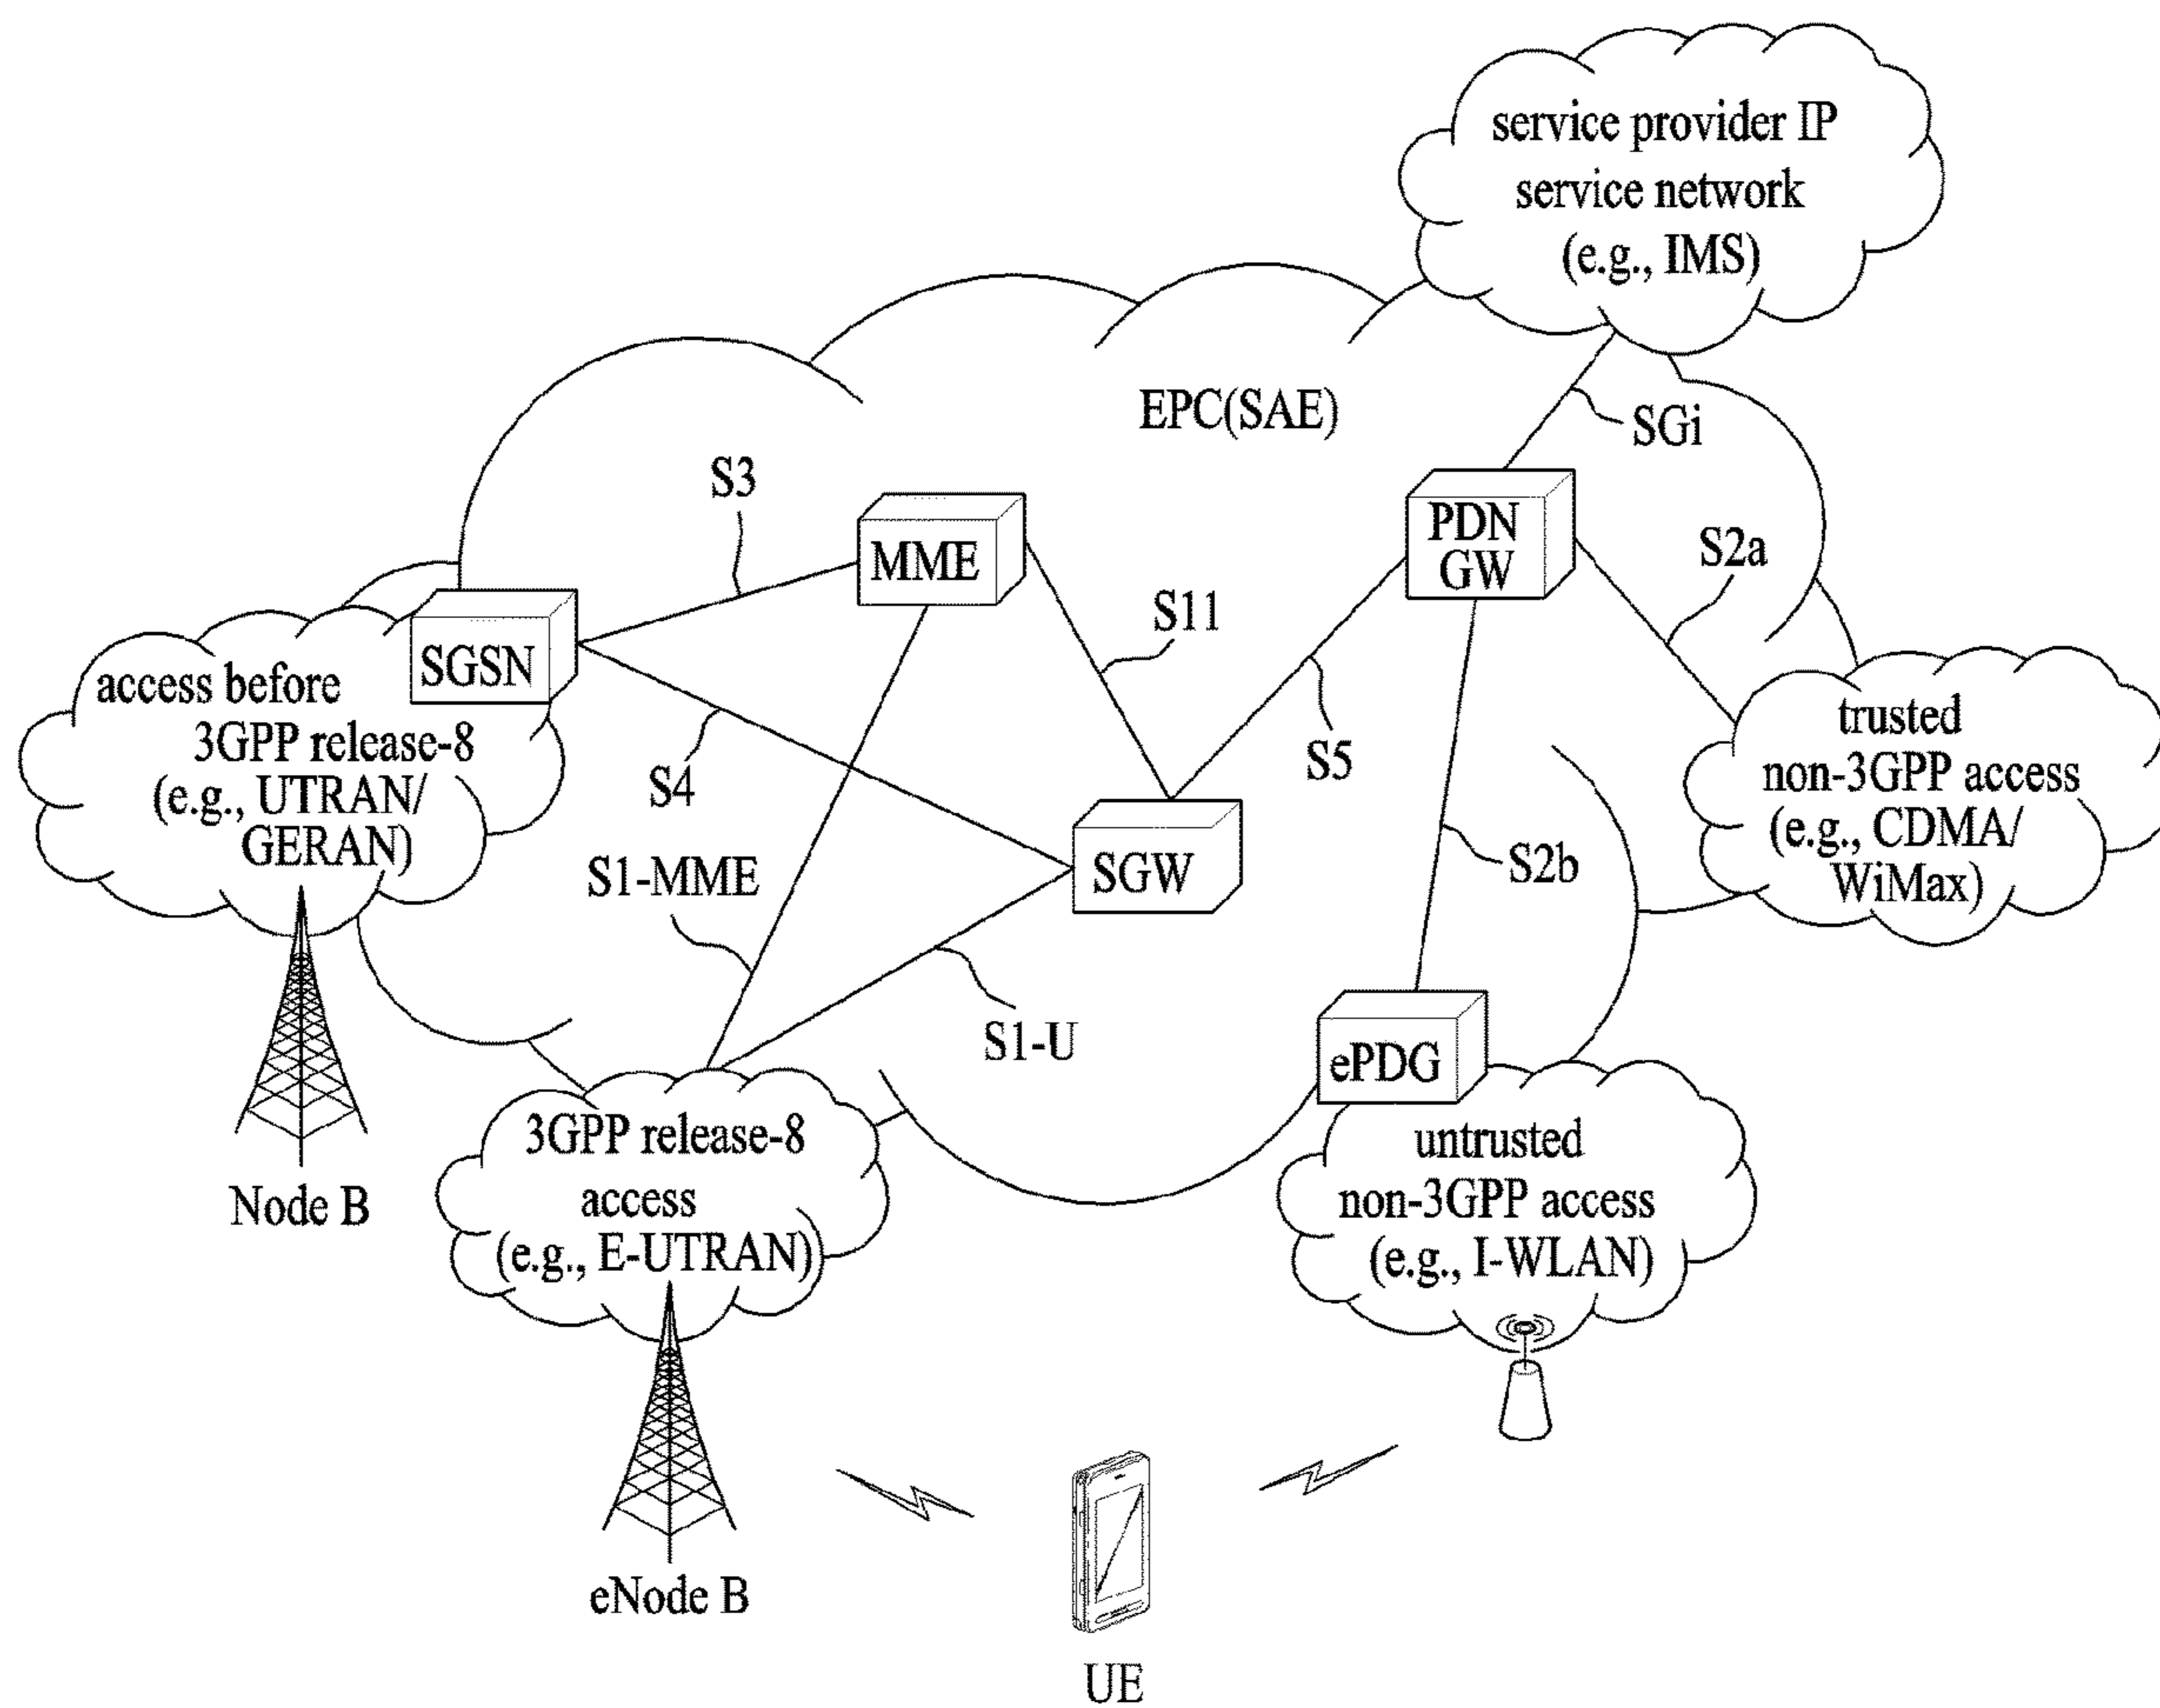 service provider IP
service network
(e.g., IMS)
EPC(SAE)
SGi
S3
MME
PDN
GW
S2a
S11
SGSN
access before
3GPP release-8
(e.g., UTRAN/
GERAN)
S4
S5
trusted
non-3GPP access
(e.g., CDMA/
WiMax)
S1-MME
SGW
S2b
S1-U
ePDG
Node B
3GPP release-8
access
(e.g., E-UTRAN)
untrusted
non-3GPP access
(e.g., I-WLAN)
eNode B
UE